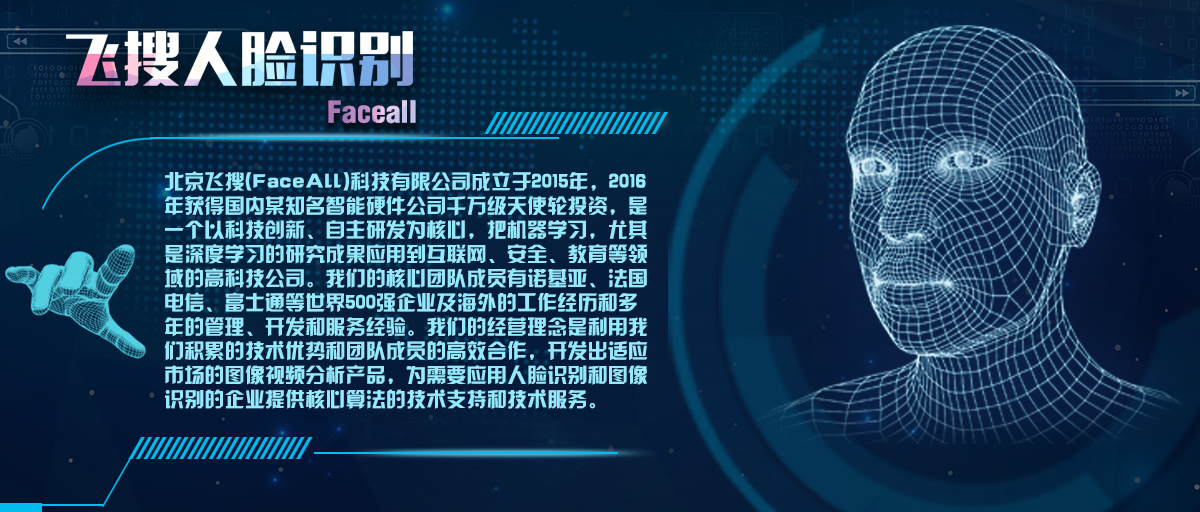 飞搜人脸识别
Faceall
北京飞搜(FaceAll)科技有限公司成立于2015年，2016
年获得国内某知名智能硬件公司千万级天使轮投资，是
一个以科技创新、自主研发为核心，把机器学习，尤其
是深度学习的研究成果应用到互联网、安全、教育等领
域的高科技公司。我们的核心团队成员有诺基亚、法国
电信、富士通等世界500强企业及海外的工作经历和多
年的管理、开发和服务经验。我们的经营理念是利用我
们积累的技术优势和团队成员的高效合作，开发出适应
市场的图像视频分析产品，为需要应用人脸识别和图像
识别的企业提供核心算法的技术支持和技术服务。